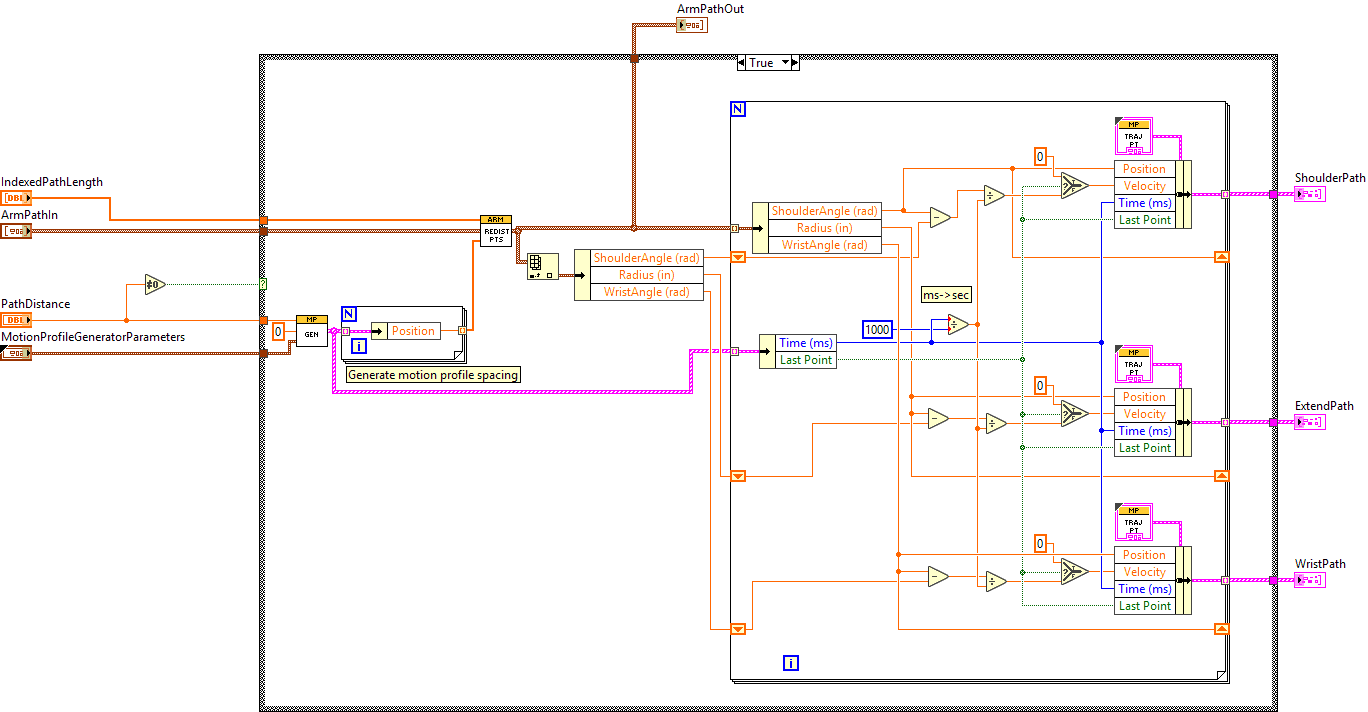 ArmPathOut
True
N
IndexedPathLength
DBL
ArmPathIn
ARM
REDIST
PTS
ShoulderAngle (rad)
Radius (in)
WristAngle (rad)
ShoulderAngle (rad)
Radius (in)
WristAngle (rad)
0
MP
TRAJ
PT
Position
Velocity
Time (ms)
Last Point
ShoulderPath
≠0
?
PathDistance
DBL
MotionProfileGeneratorParameters
0
MP
GEN
N
Position
i
Generate motion profile spacing
ms->sec
1000
Time (ms)
Last Point
0
MP
TRAJ
PT
Position
Velocity
Time (ms)
Last Point
ExtendPath
0
MP
TRAJ
PT
Position
Velocity
Time (ms)
Last Point
WristPath
i